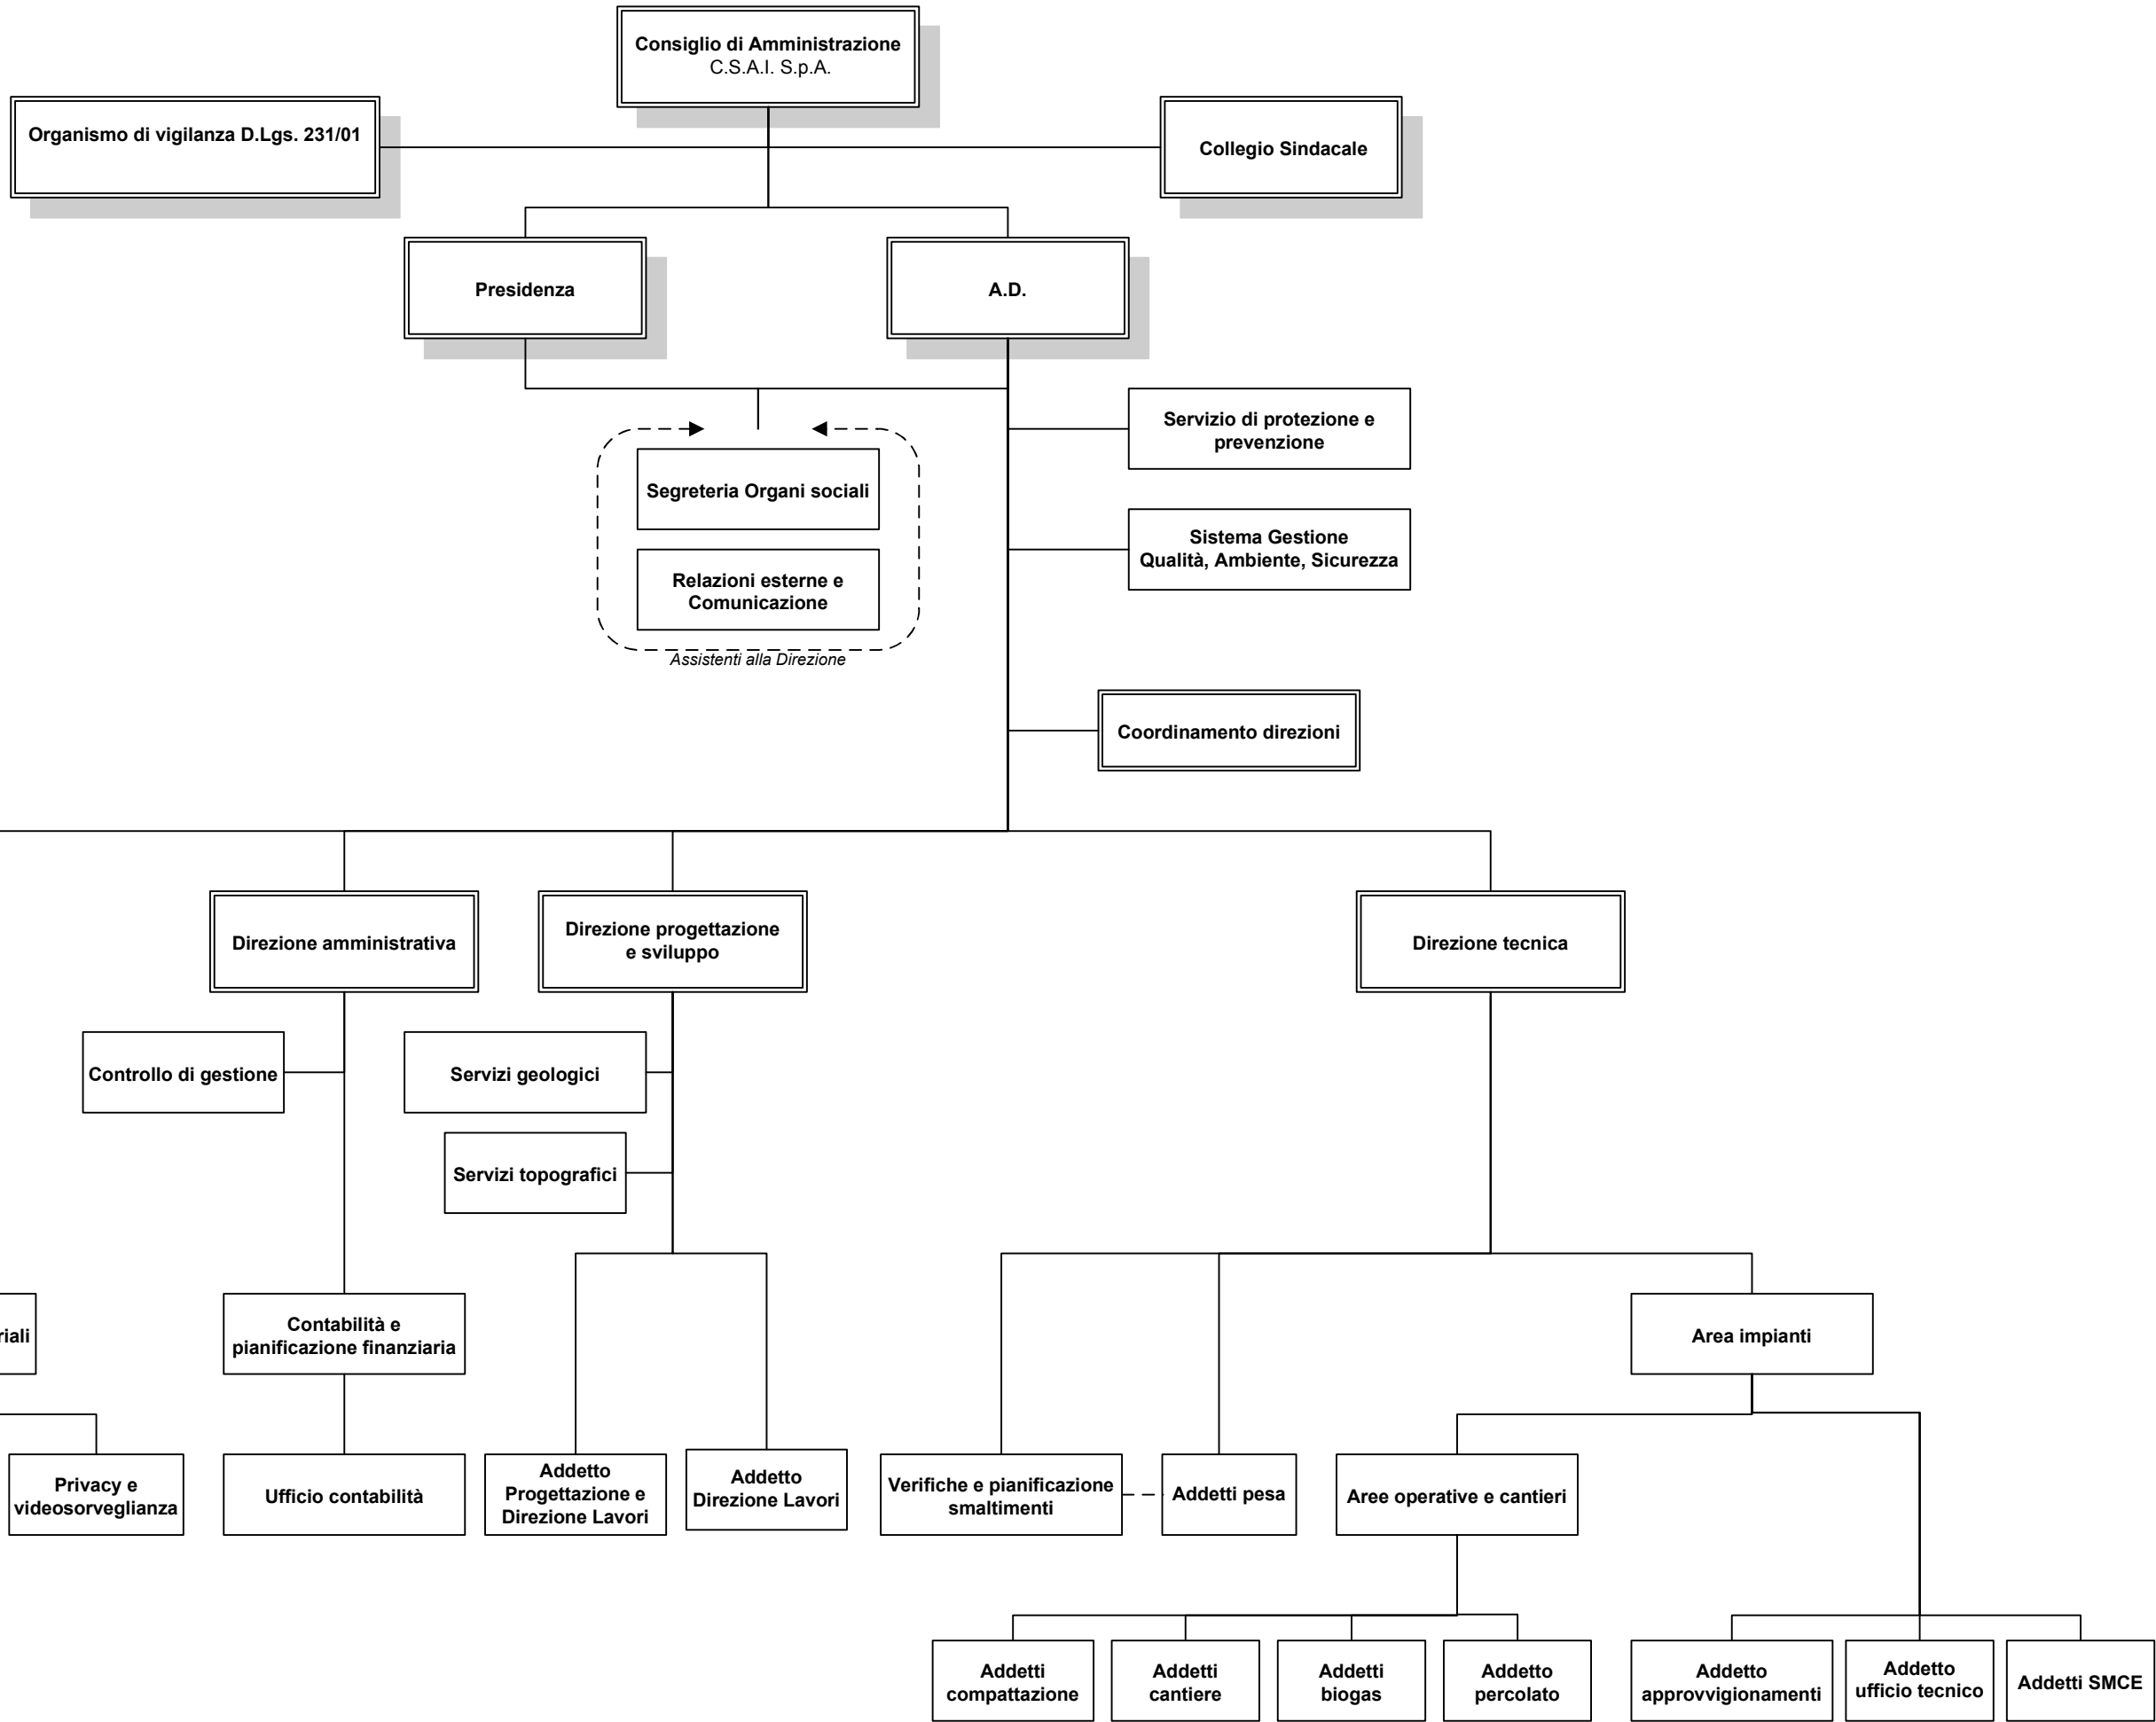 Consiglio di Amministrazione
C.S.A.I. S.p.A.
Organismo di vigilanza D.Lgs. 231/01
Collegio Sindacale
Presidenza
A.D.
Servizio di protezione e
prevenzione
Segreteria Organi sociali
Sistema Gestione
Qualità, Ambiente, Sicurezza
Relazioni esterne e
Comunicazione
Assistenti alla Direzione
Coordinamento direzioni
Direzione amministrativa
Direzione progettazione
e sviluppo
Direzione tecnica
Controllo di gestione
Servizi geologici
Servizi topografici
riali
Contabilità e
pianificazione finanziaria
Area impianti
Privacy e
videosorveglianza
Ufficio contabilità
Addetto
Progettazione e
Direzione Lavori
Addetto
Direzione Lavori
Verifiche e pianificazione
smaltimenti
Addetti pesa
Aree operative e cantieri
Addetti
compattazione
Addetti
cantiere
Addetti
biogas
Addetto
percolato
Addetto
approvvigionamenti
Addetto
ufficio tecnico
Addetti SMCE